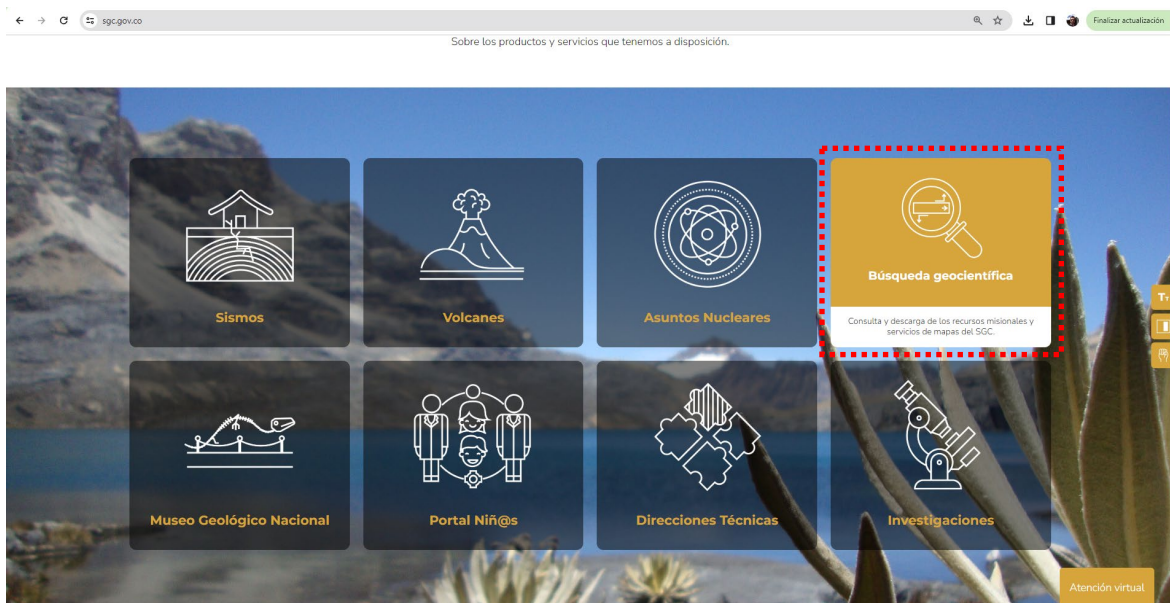 sgc.gov.co
Finalizar actualización
Sobre los productos y servicios que tenemos a disposición.
Sismos
Volcanes
Asuntos Nucleares
Búsqueda geocientífica
Consulta y descarga de los recursos misionales y
servicios de mapas del SGC.
Museo Geológico Nacional
Portal Niñ@s
Direcciones Técnicas
Investigaciones
TT
Atención virtual